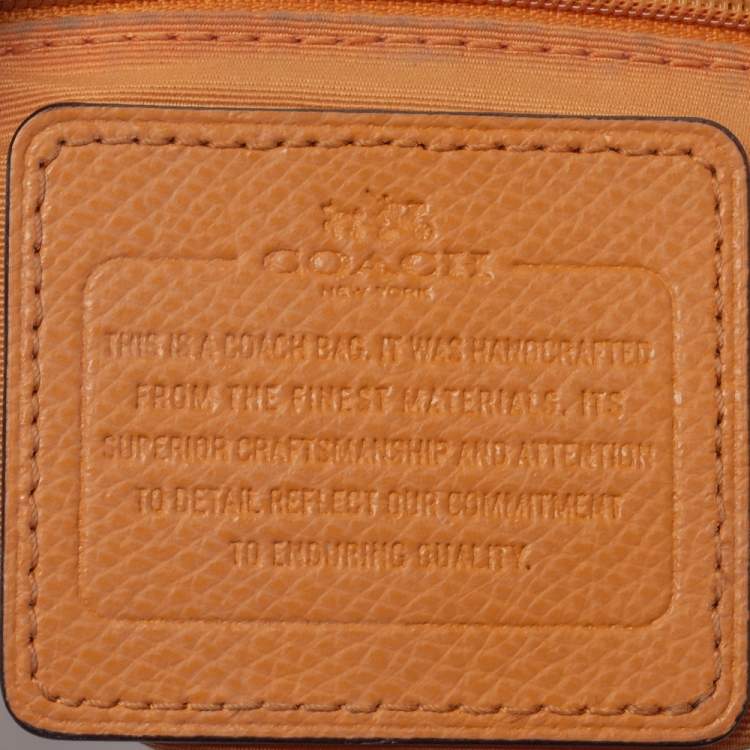 COACH
NEW YORK
THIS IS A COACH BAG. IT WAS HANDCRAFTED
FROM THE FINEST MATERIALS. ITS
SUPERIOR CRAFTSMANSHIP AND ATTENTION
TO DETAIL REFLECT OUR COMMITMENT
TO ENDURING QUALITY.